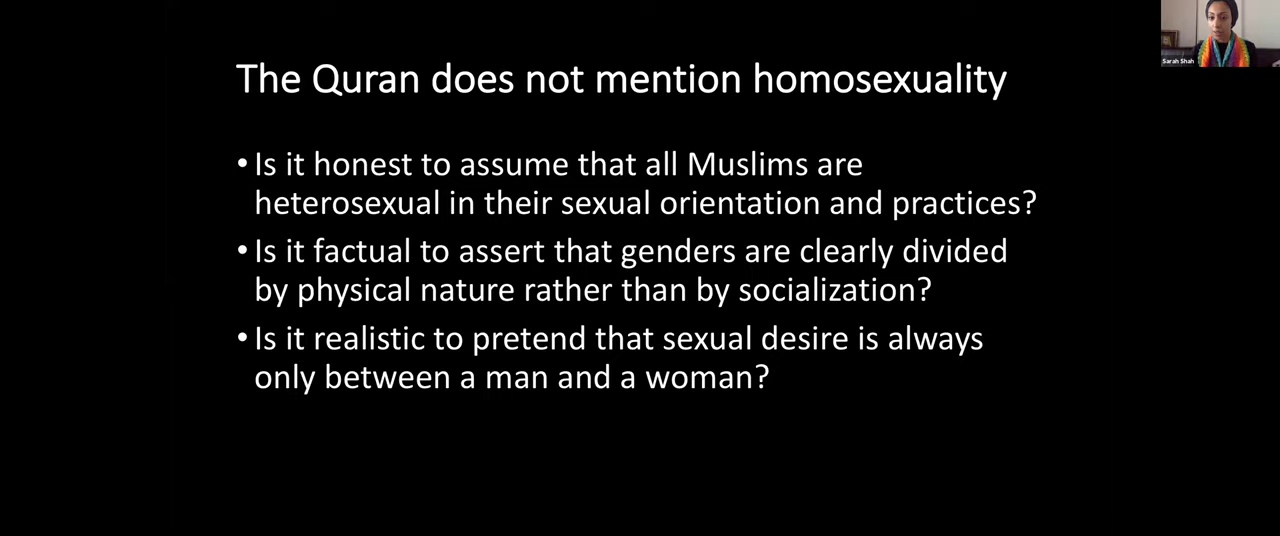 The Quran does not mention homosexuality
Sarah Shah
• Is it honest to assume that all Muslims are
heterosexual in their sexual orientation and practices?
• Is it factual to assert that genders are clearly divided
by physical nature rather than by socialization?
• Is it realistic to pretend that sexual desire is always
only between a man and a woman?